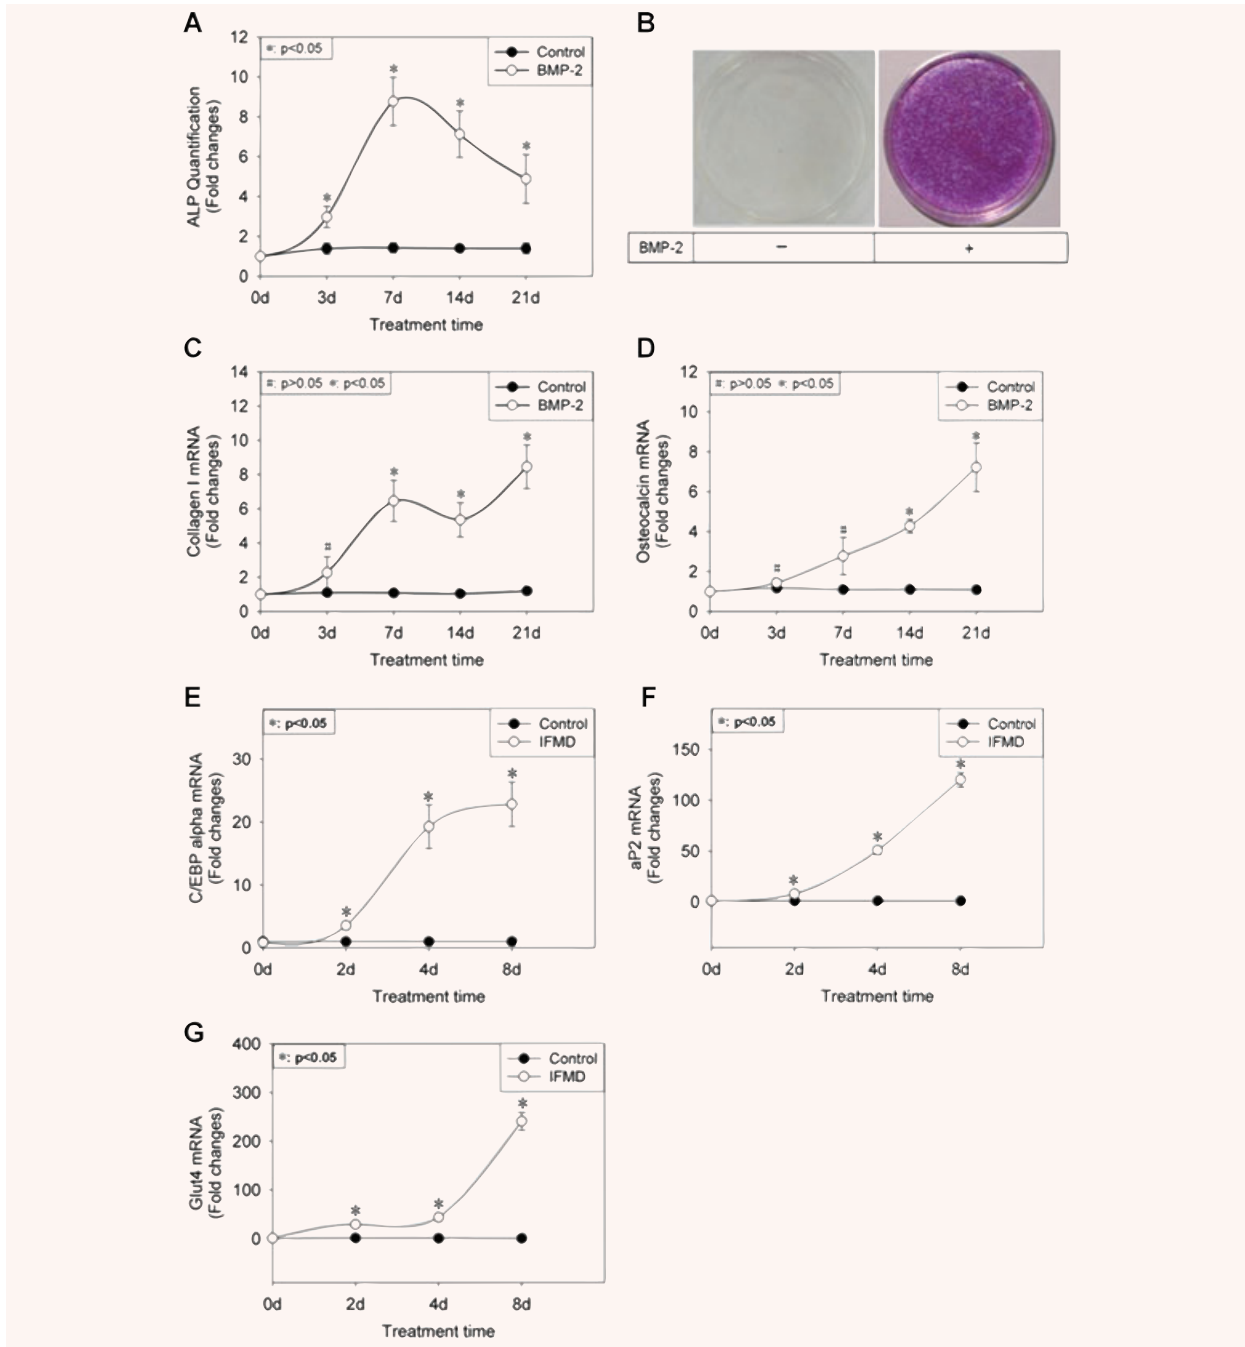 A
*: p<0.05
Control
BMP-2
12
10
8
6
4
2
0
ALP Quantification
(Fold changes)
0d 3d 7d 14d 21d
Treatment time
B
BMP-2 − +
C
#: p>0.05 *: p<0.05
Control
BMP-2
14
12
10
8
6
4
2
0
Collagen I mRNA
(Fold changes)
#
0d 3d 7d 14d 21d
Treatment time
D
#: p>0.05 *: p<0.05
Control
BMP-2
12
10
8
6
4
2
0
Osteocalcin mRNA
(Fold changes)
# #
0d 3d 7d 14d 21d
Treatment time
E
*: p<0.05
Control
IFMD
30
20
10
0
C/EBP alpha mRNA
(Fold changes)
0d 2d 4d 8d
Treatment time
F
*: p<0.05
Control
IFMD
150
100
50
0
aP2 mRNA
(Fold changes)
0d 2d 4d 8d
Treatment time
G
*: p<0.05
Control
IFMD
400
300
200
100
0
Glut4 mRNA
(Fold changes)
0d 2d 4d 8d
Treatment time